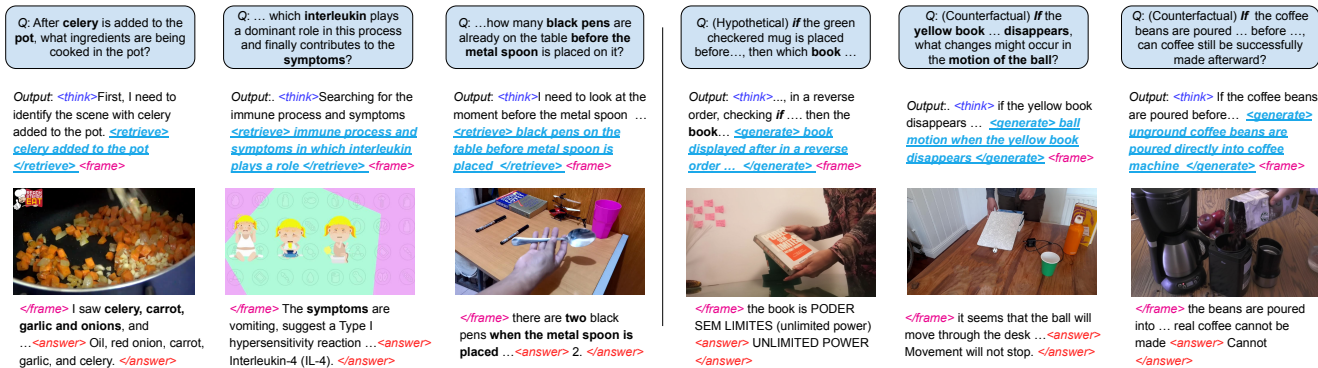 Q: After celery is added to the
pot, what ingredients are being
cooked in the pot?
Output: <think>First, I need to
identify the scene with celery
added to the pot. <retrieve>
celery added to the pot
</retrieve> <frame>
</frame> I saw celery, carrot,
garlic and onions, and
…<answer> Oil, red onion, carrot,
garlic, and celery. </answer>
Q: … which interleukin plays
a dominant role in this process
and finally contributes to the
symptoms?
Output:. <think>Searching for the
immune process and symptoms
<retrieve> immune process and
symptoms in which interleukin
plays a role </retrieve> <frame>
</frame> The symptoms are
vomiting, suggest a Type I
hypersensitivity reaction …<answer>
Interleukin-4 (IL-4). </answer>
Q: …how many black pens are
already on the table before the
metal spoon is placed on it?
Output: <think>I need to look at the
moment before the metal spoon …
<retrieve> black pens on the
table before metal spoon is
placed </retrieve> <frame>
</frame> there are two black
pens when the metal spoon is
placed …<answer> 2. </answer>
Q: (Hypothetical) if the green
checkered mug is placed
before…, then which book …
Output: <think>..., in a reverse
order, checking if …. then the
book… <generate> book
displayed after in a reverse
order … </generate> <frame>
</frame> the book is PODER
SEM LIMITES (unlimited power)
<answer> UNLIMITED POWER
</answer>
Q: (Counterfactual) If the
yellow book … disappears,
what changes might occur in
the motion of the ball?
Output:. <think> if the yellow book
disappears … <generate> ball
motion when the yellow book
disappears </generate> <frame>
</frame> it seems that the ball will
move through the desk …<answer>
Movement will not stop. </answer>
Q: (Counterfactual) If the coffee
beans are poured … before …,
can coffee still be successfully
made afterward?
Output: <think> If the coffee beans
are poured before… <generate>
unground coffee beans are
poured directly into coffee
machine </generate> <frame>
</frame> the beans are poured
into … real coffee cannot be
made <answer> Cannot
</answer>